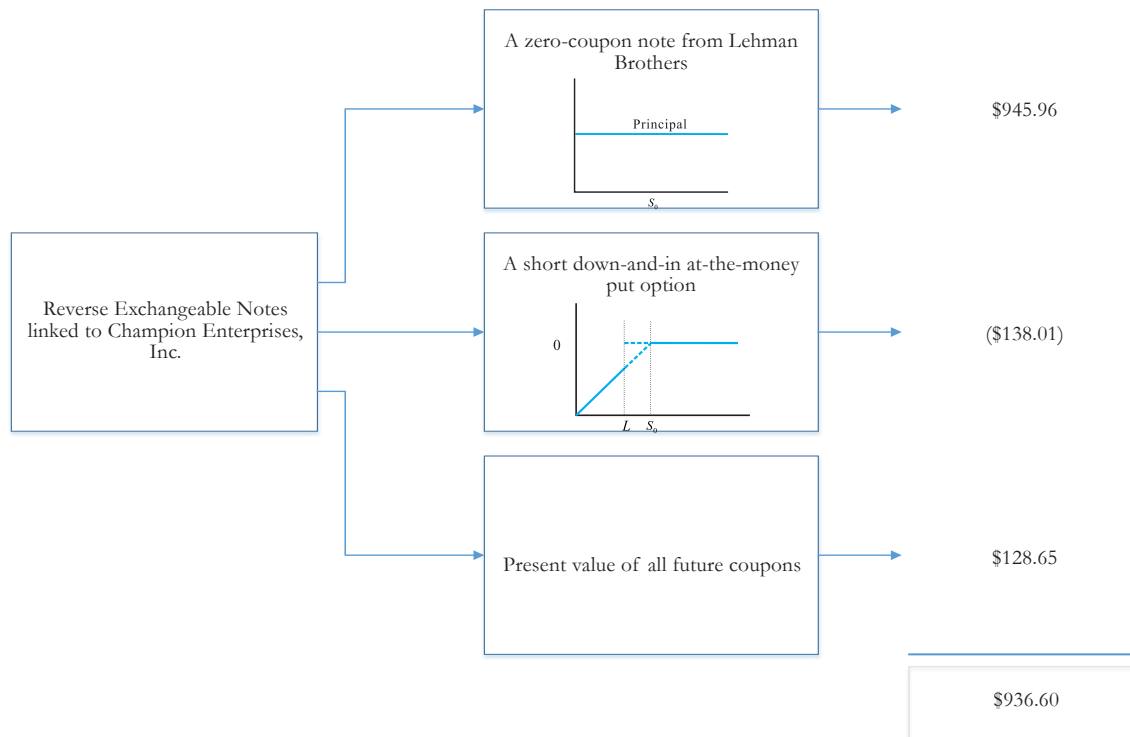 A zero-coupon note from Lehman
Brothers
Principal
S₀
$945.96
Reverse Exchangeable Notes
linked to Champion Enterprises,
Inc.
A short down-and-in at-the-money
put option
0
L S₀
($138.01)
Present value of all future coupons
$128.65
$936.60